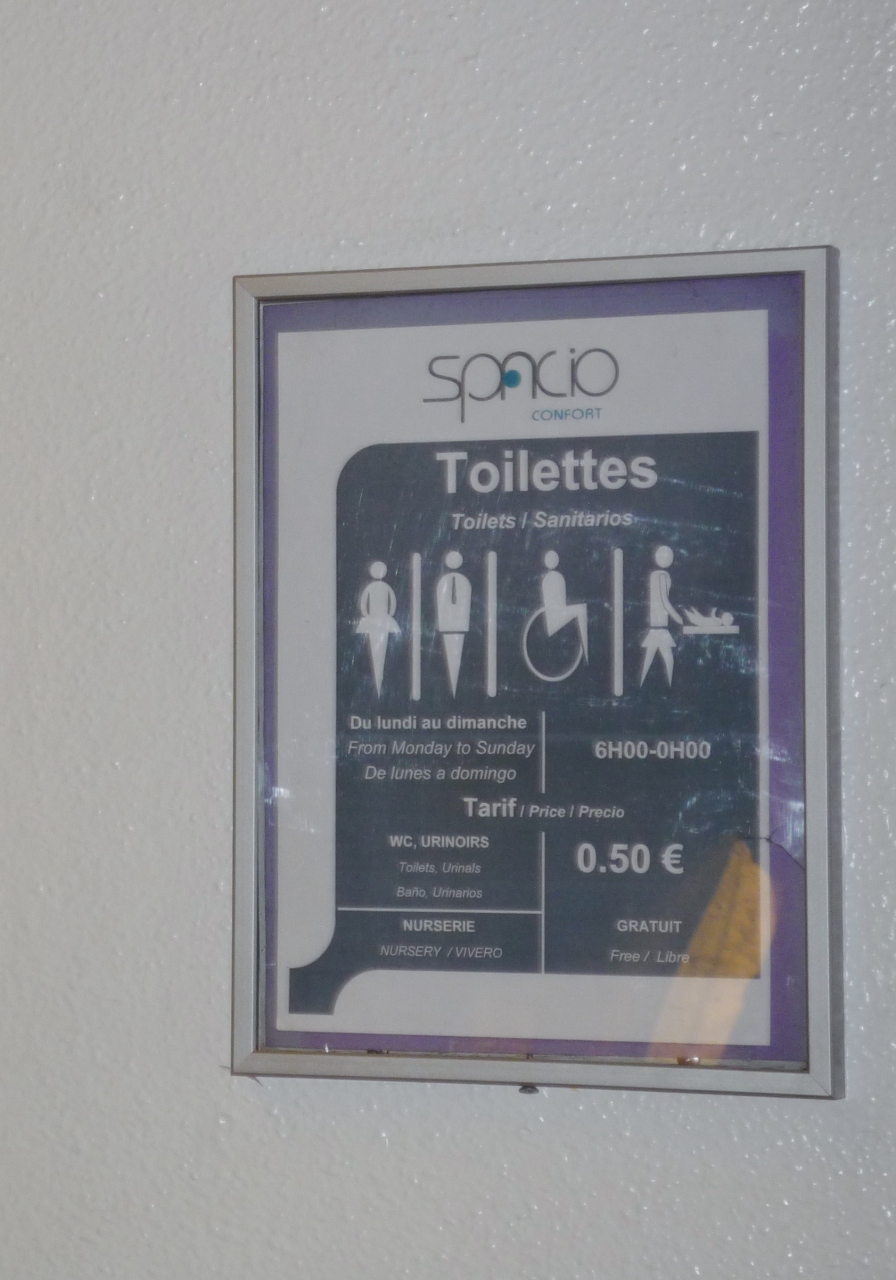 spacio
CONFORT
Toilettes
Toilets / Sanitarios
Du lundi au dimanche
From Monday to Sunday
De lunes a domingo
6H00-0H00
Tarif / Price / Precio
WC, URINOIRS
Toilets, Urinals
Baño, Urinarios
0.50 €
NURSERIE
NURSERY / VIVERO
GRATUIT
Free / Libre